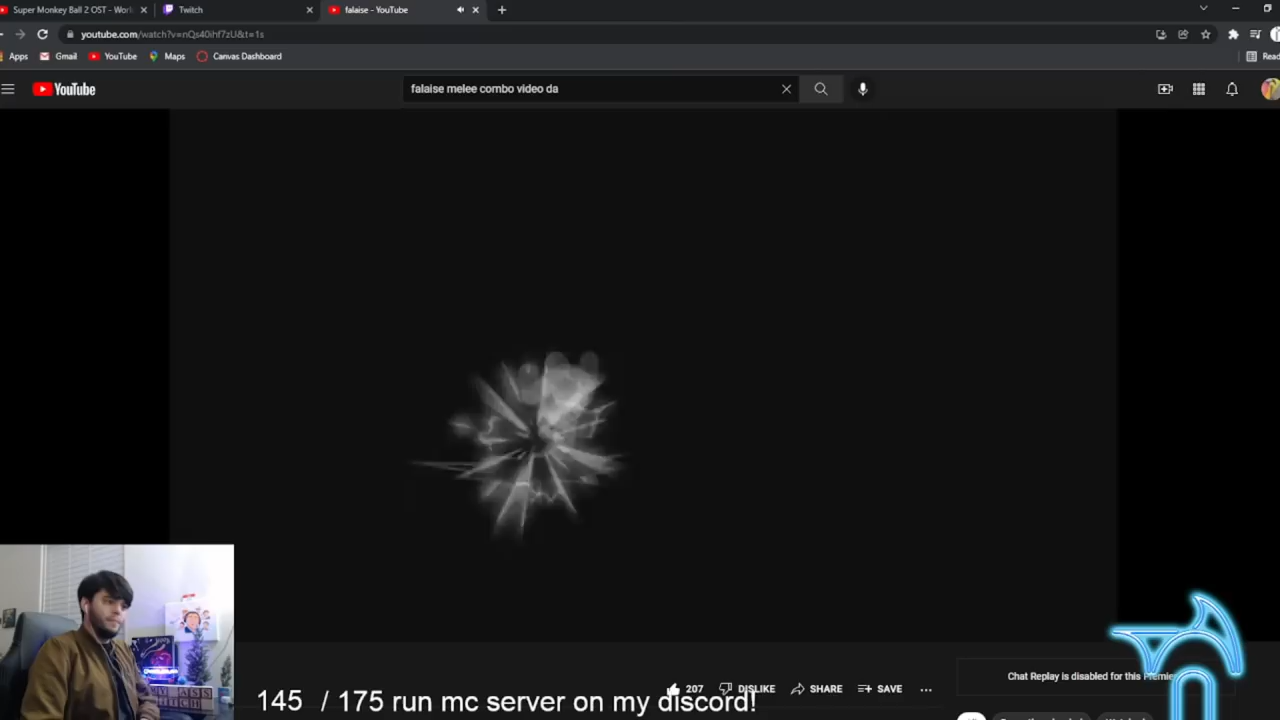 Super Monkey Ball 2 OST - Worl
Twitch
falaise - YouTube
youtube.com/watch?v=nQs40ihf7zU&t=1s
Apps
Gmail
YouTube
Maps
Canvas Dashboard
Read
YouTube
falaise melee combo video da
Chat Replay is disabled for this Premie
207
DISLIKE
SHARE
SAVE
145 / 175 run mc server on my discord!